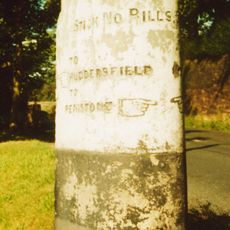 STICK NO BILLS
TO
HUDDERSFIELD
TO
PENISTONE